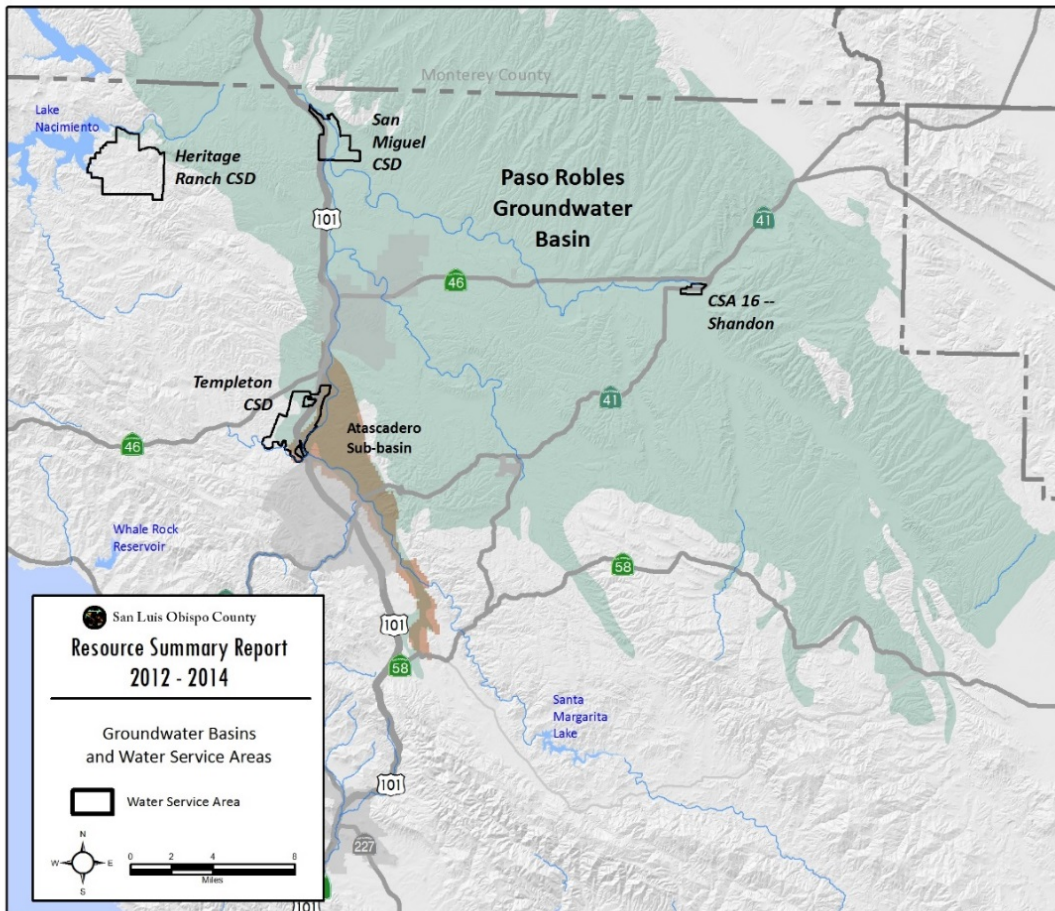 Monterey County
Lake
Nacimiento
Heritage
Ranch CSD
San
Miguel
CSD
Paso Robles
Groundwater
Basin
101
41
46
CSA 16 --
Shandon
Templeton
CSD
41
46
Atascadero
Sub-basin
Whale Rock
Reservoir
58
101
58
Santa
Margarita
Lake
101
227
101
San Luis Obispo County
Resource Summary Report
2012 - 2014
Groundwater Basins
and Water Service Areas
Water Service Area
N
W E
S
0 2 4 8
Miles